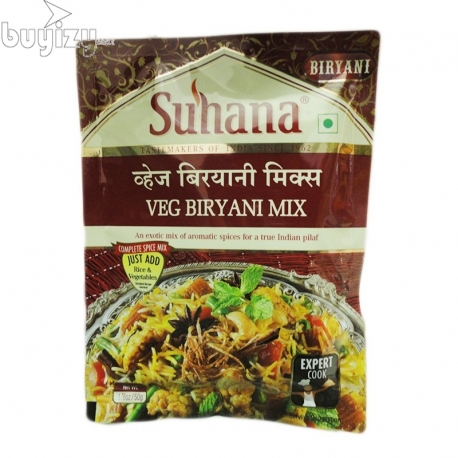 buyizy
BIRYANI
Suhana®
TASTEMAKERS OF INDIA SINCE 1962
व्हेज बिरयानी मिक्स
VEG BIRYANI MIX
An exotic mix of aromatic spices for a true Indian pilaf
COMPLETE SPICE MIX
JUST ADD
Rice &
Vegetables
EXPERT
COOK